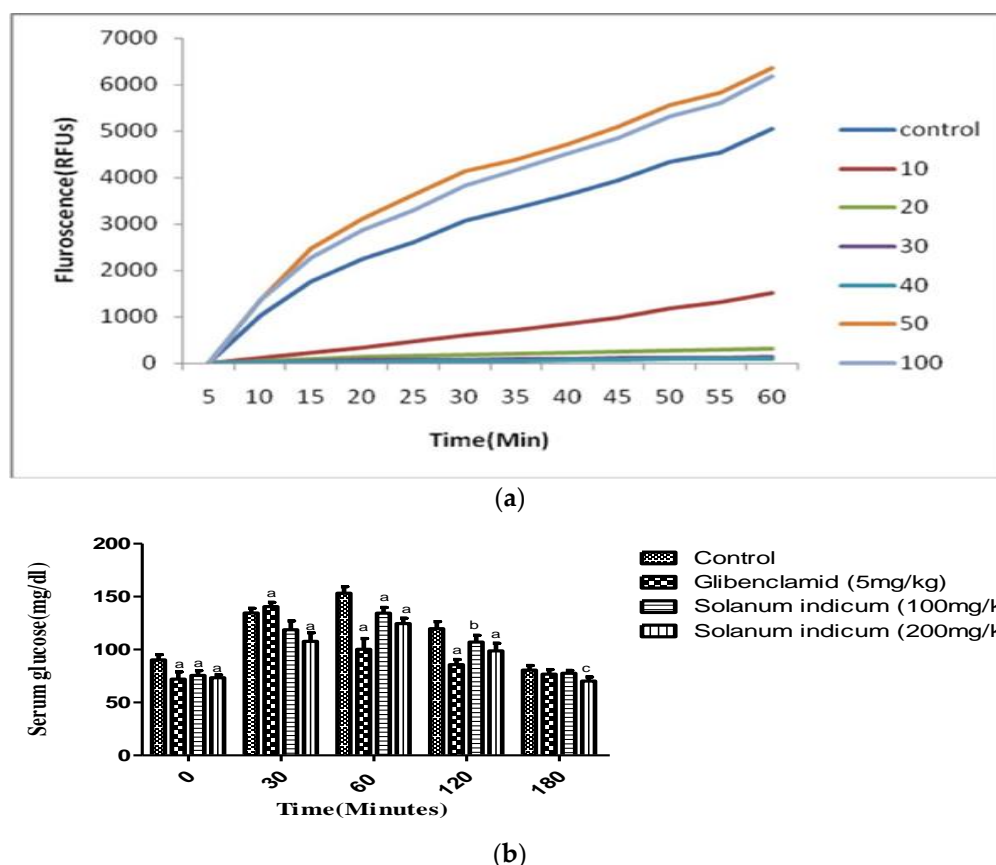 7000
6000
5000
4000
3000
2000
1000
0
Fluroscence(RFUs)
5 10 15 20 25 30 35 40 45 50 55 60
Time(Min)
control
10
20
30
40
50
100
(a)
200
150
100
50
0
Serum glucose(mg/dl)
a a a
a a
a a a
a b a
c
0 30 60 120 180
Time(Minutes)
Control
Glibenclamid (5mg/kg)
Solanum indicum (100mg/k
Solanum indicum (200mg/k
(b)